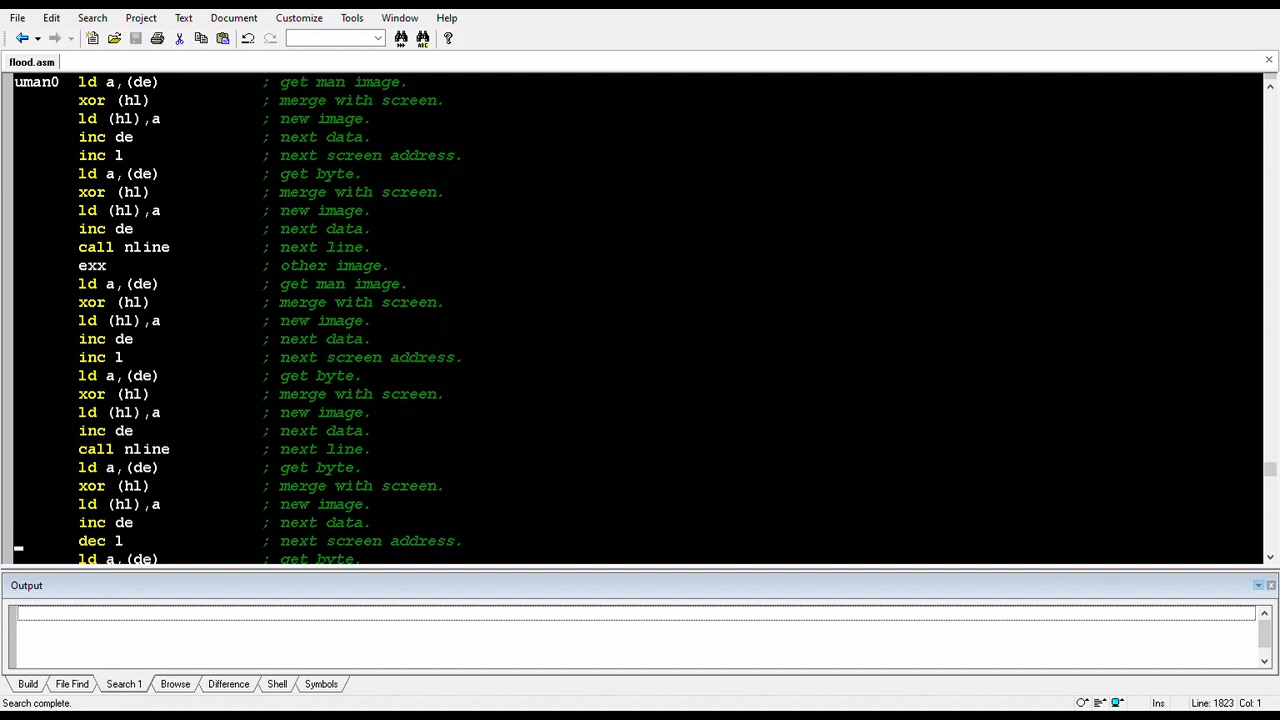 File Edit Search Project Text Document Customize Tools Window Help
flood.asm
uman0 ld a,(de) ; get man image.
xor (hl) ; merge with screen.
ld (hl),a ; new image.
inc de ; next data.
inc l ; next screen address.
ld a,(de) ; get byte.
xor (hl) ; merge with screen.
ld (hl),a ; new image.
inc de ; next data.
call nline ; next line.
exx ; other image.
ld a,(de) ; get man image.
xor (hl) ; merge with screen.
ld (hl),a ; new image.
inc de ; next data.
inc l ; next screen address.
ld a,(de) ; get byte.
xor (hl) ; merge with screen.
ld (hl),a ; new image.
inc de ; next data.
call nline ; next line.
ld a,(de) ; get byte.
xor (hl) ; merge with screen.
ld (hl),a ; new image.
inc de ; next data.
dec l ; next screen address.
ld a,(de) ; get byte.
Output
Build File Find Search 1 Browse Difference Shell Symbols
Search complete. Ins Line: 1823 Col: 1